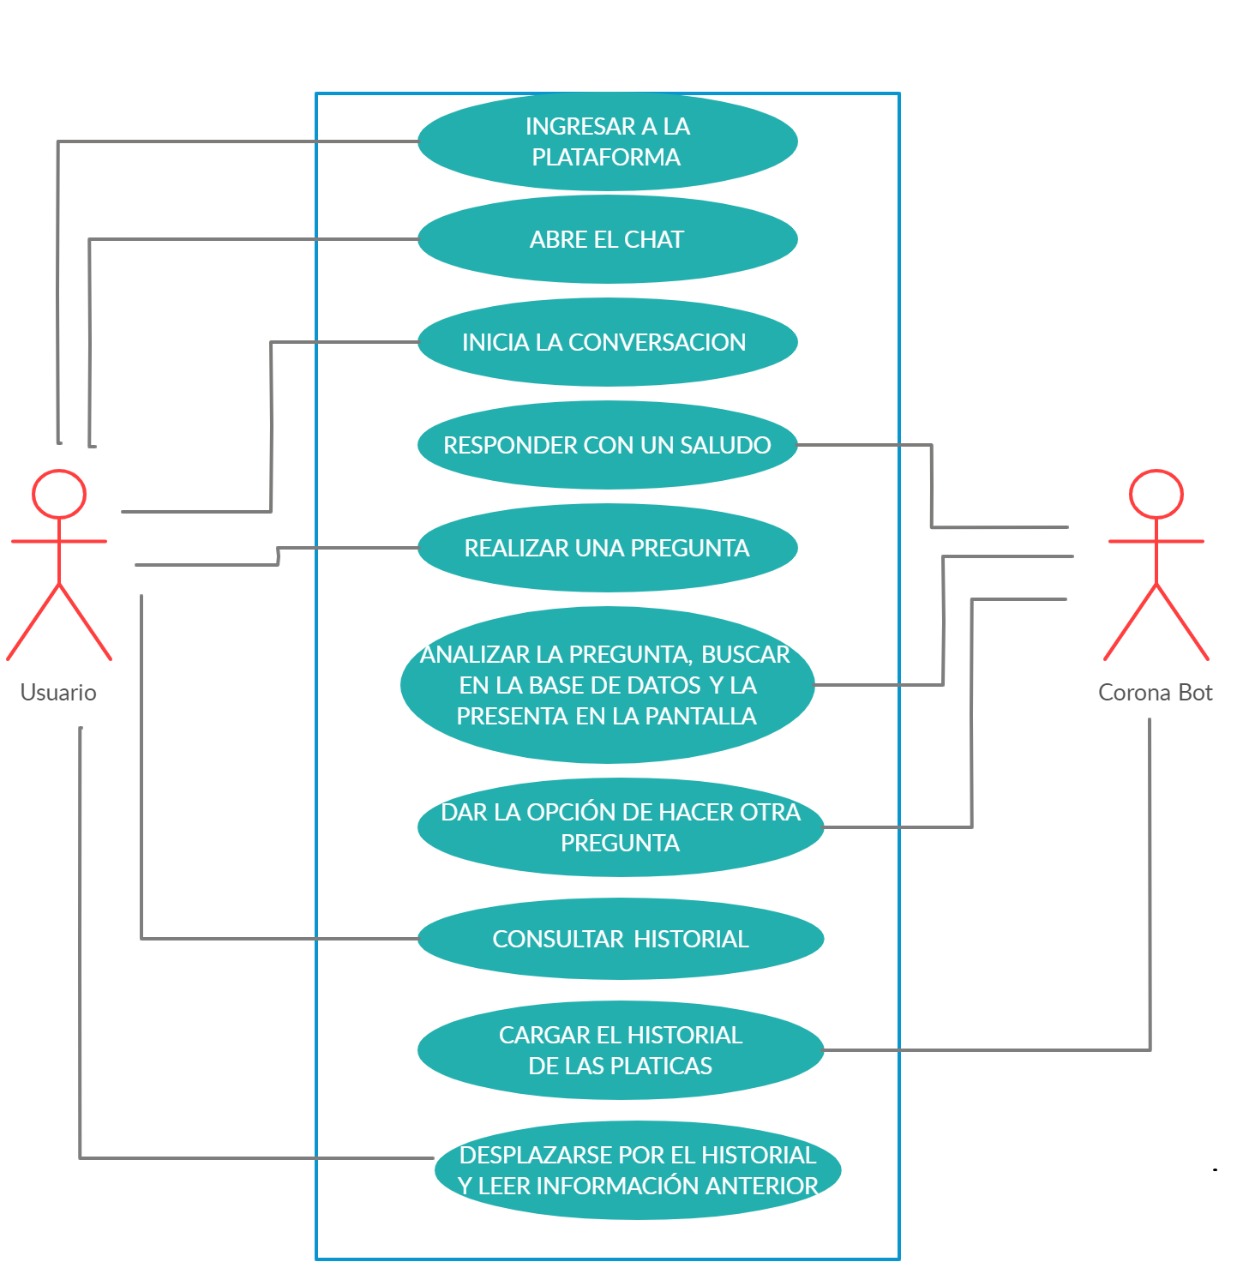 INGRESAR A LA
PLATAFORMA
ABRE EL CHAT
INICIA LA CONVERSACION
RESPONDER CON UN SALUDO
REALIZAR UNA PREGUNTA
ANALIZAR LA PREGUNTA, BUSCAR
EN LA BASE DE DATOS Y LA
PRESENTA EN LA PANTALLA
Usuario
Corona Bot
DAR LA OPCIÓN DE HACER OTRA
PREGUNTA
CONSULTAR HISTORIAL
CARGAR EL HISTORIAL
DE LAS PLATICAS
DESPLAZARSE POR EL HISTORIAL
Y LEER INFORMACIÓN ANTERIOR